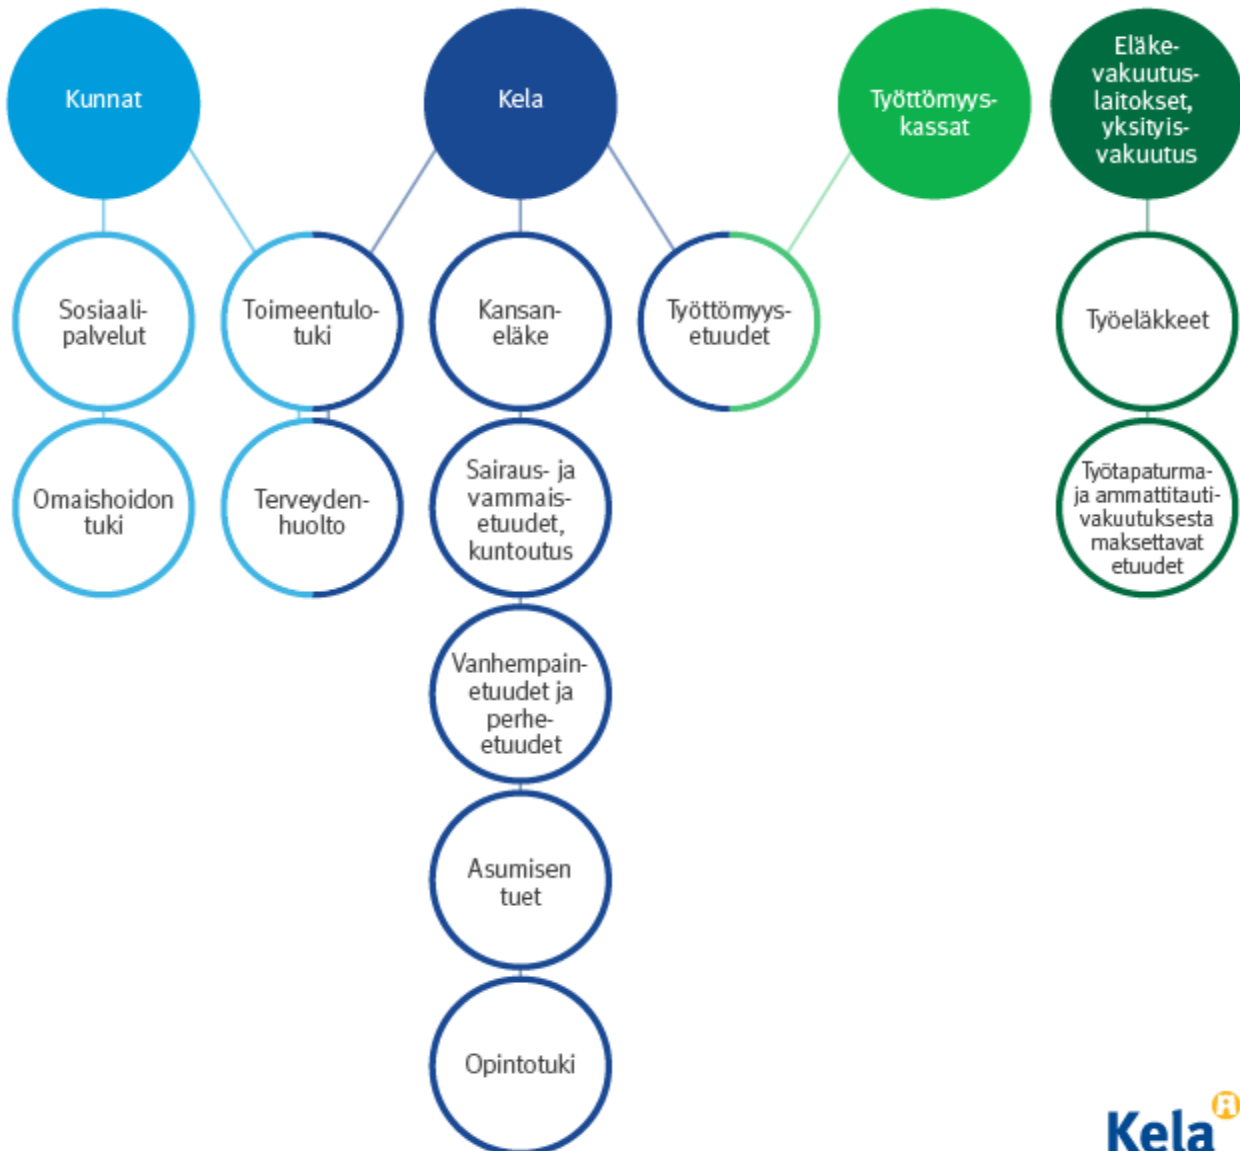 Kunnat
Kela
Työttömyys-
kassat
Eläke-
vakuutus-
laitokset,
yksityis-
vakuutus
Sosiaali-
palvelut
Toimeentulo-
tuki
Kansan-
eläke
Työttömyys-
etuudet
Työeläkkeet
Omaishoidon
tuki
Terveyden-
huolto
Sairaus- ja
vammais-
etuudet,
kuntoutus
Työtapaturma-
ja ammattitauti-
vakuutuksesta
maksettavat
etuudet
Vanhempain-
etuudet ja
perhe-
etuudet
Asumisen
tuet
Opintotuki
Kela